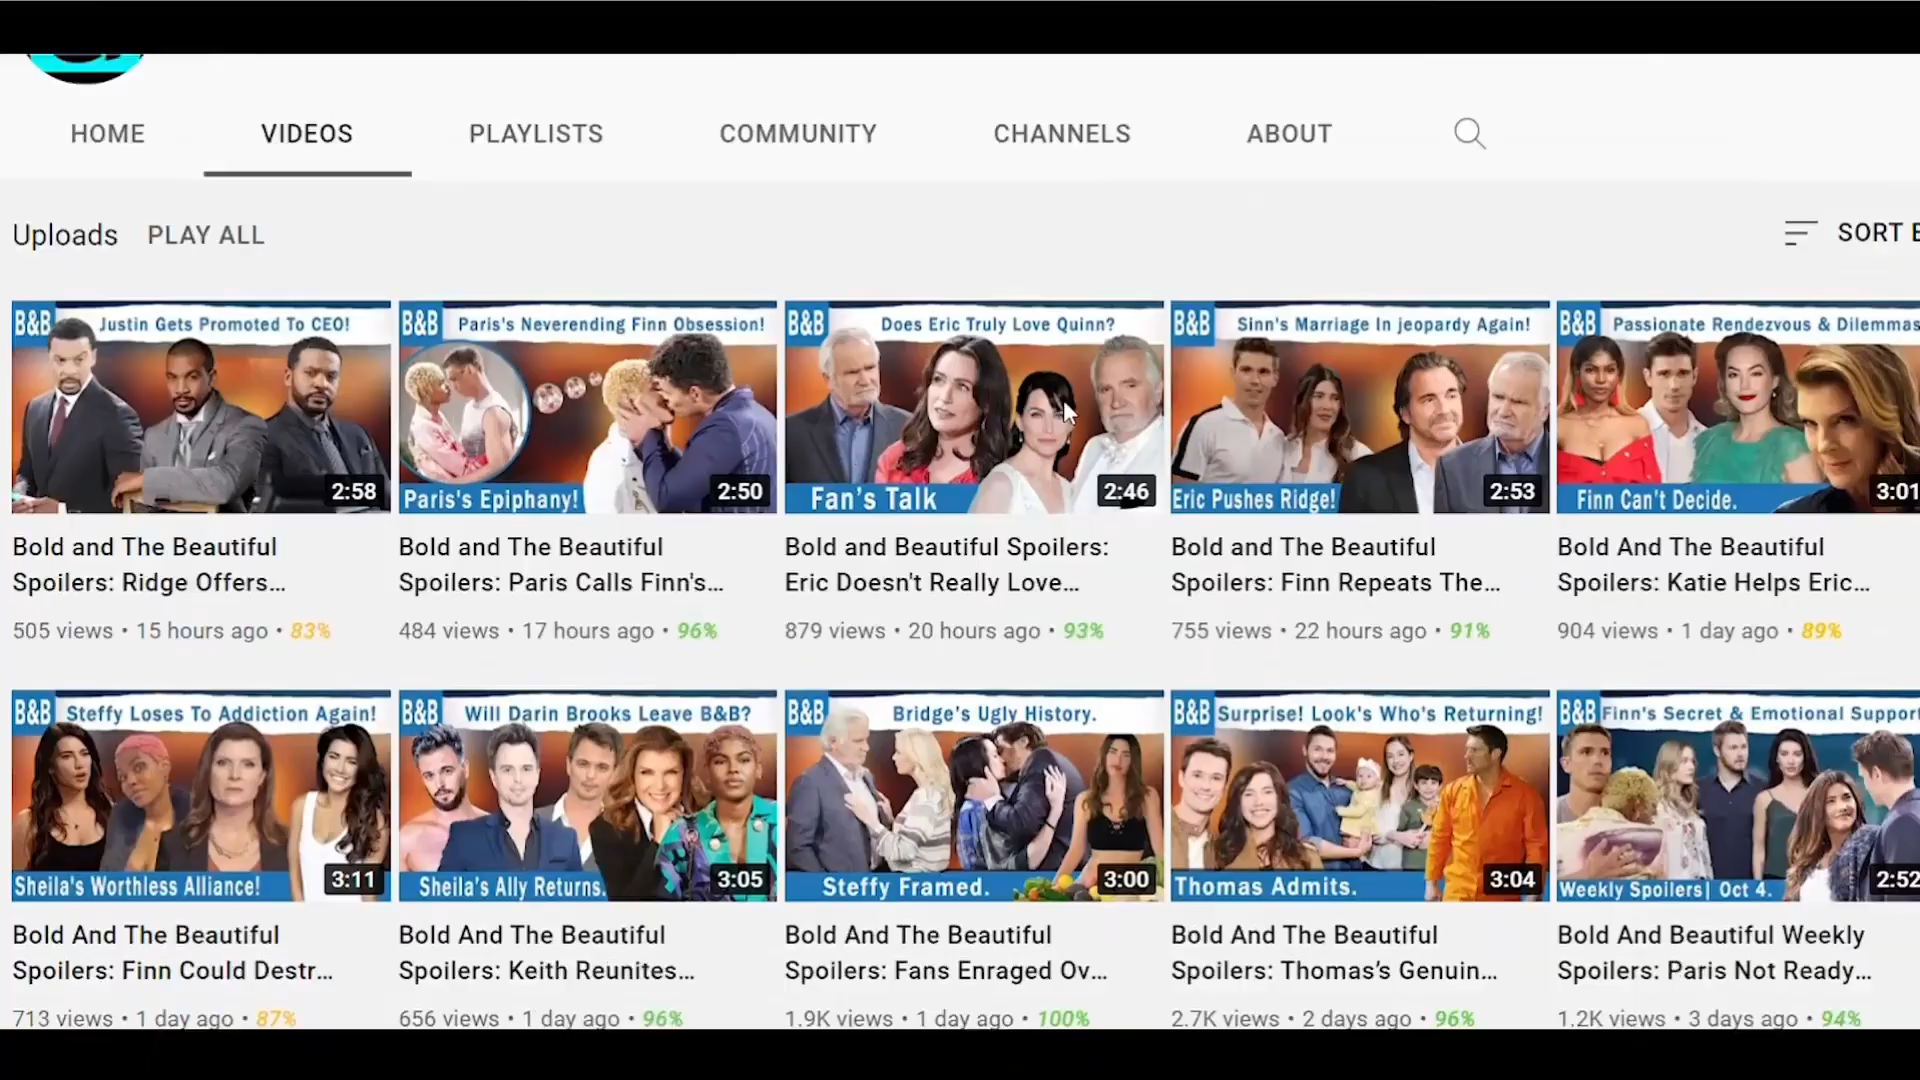 HOME VIDEOS PLAYLISTS COMMUNITY CHANNELS ABOUT
Uploads PLAY ALL
SORT
B&B Justin Gets Promoted To CEO!
2:58
Bold and The Beautiful
Spoilers: Ridge Offers...
505 views • 15 hours ago • 83%
B&B Paris's Neverending Finn Obsession!
Paris's Epiphany!
2:50
Bold and The Beautiful
Spoilers: Paris Calls Finn's...
484 views • 17 hours ago • 96%
B&B Does Eric Truly Love Quinn?
Fan's Talk
2:46
Bold and Beautiful Spoilers:
Eric Doesn't Really Love...
879 views • 20 hours ago • 93%
B&B Sinn's Marriage In jeopardy Again!
Eric Pushes Ridge!
2:53
Bold and The Beautiful
Spoilers: Finn Repeats The...
755 views • 22 hours ago • 91%
B&B Passionate Rendezvous & Dilemmas
Finn Can't Decide.
3:01
Bold And The Beautiful
Spoilers: Katie Helps Eric...
904 views • 1 day ago • 89%
B&B Steffy Loses To Addiction Again!
Sheila's Worthless Alliance!
3:11
Bold And The Beautiful
Spoilers: Finn Could Destr...
713 views • 1 day ago • 87%
B&B Will Darin Brooks Leave B&B?
Sheila's Ally Returns.
3:05
Bold And The Beautiful
Spoilers: Keith Reunites...
656 views • 1 day ago • 96%
B&B Bridge's Ugly History.
Steffy Framed.
3:00
Bold And The Beautiful
Spoilers: Fans Enraged Ov...
1.9K views • 1 day ago • 100%
B&B Surprise! Look's Who's Returning!
Thomas Admits.
3:04
Bold And The Beautiful
Spoilers: Thomas’s Genuin...
2.7K views • 2 days ago • 96%
B&B Finn's Secret & Emotional Support
Weekly Spoilers| Oct 4.
2:52
Bold And Beautiful Weekly
Spoilers: Paris Not Ready...
1.2K views • 3 days ago • 94%